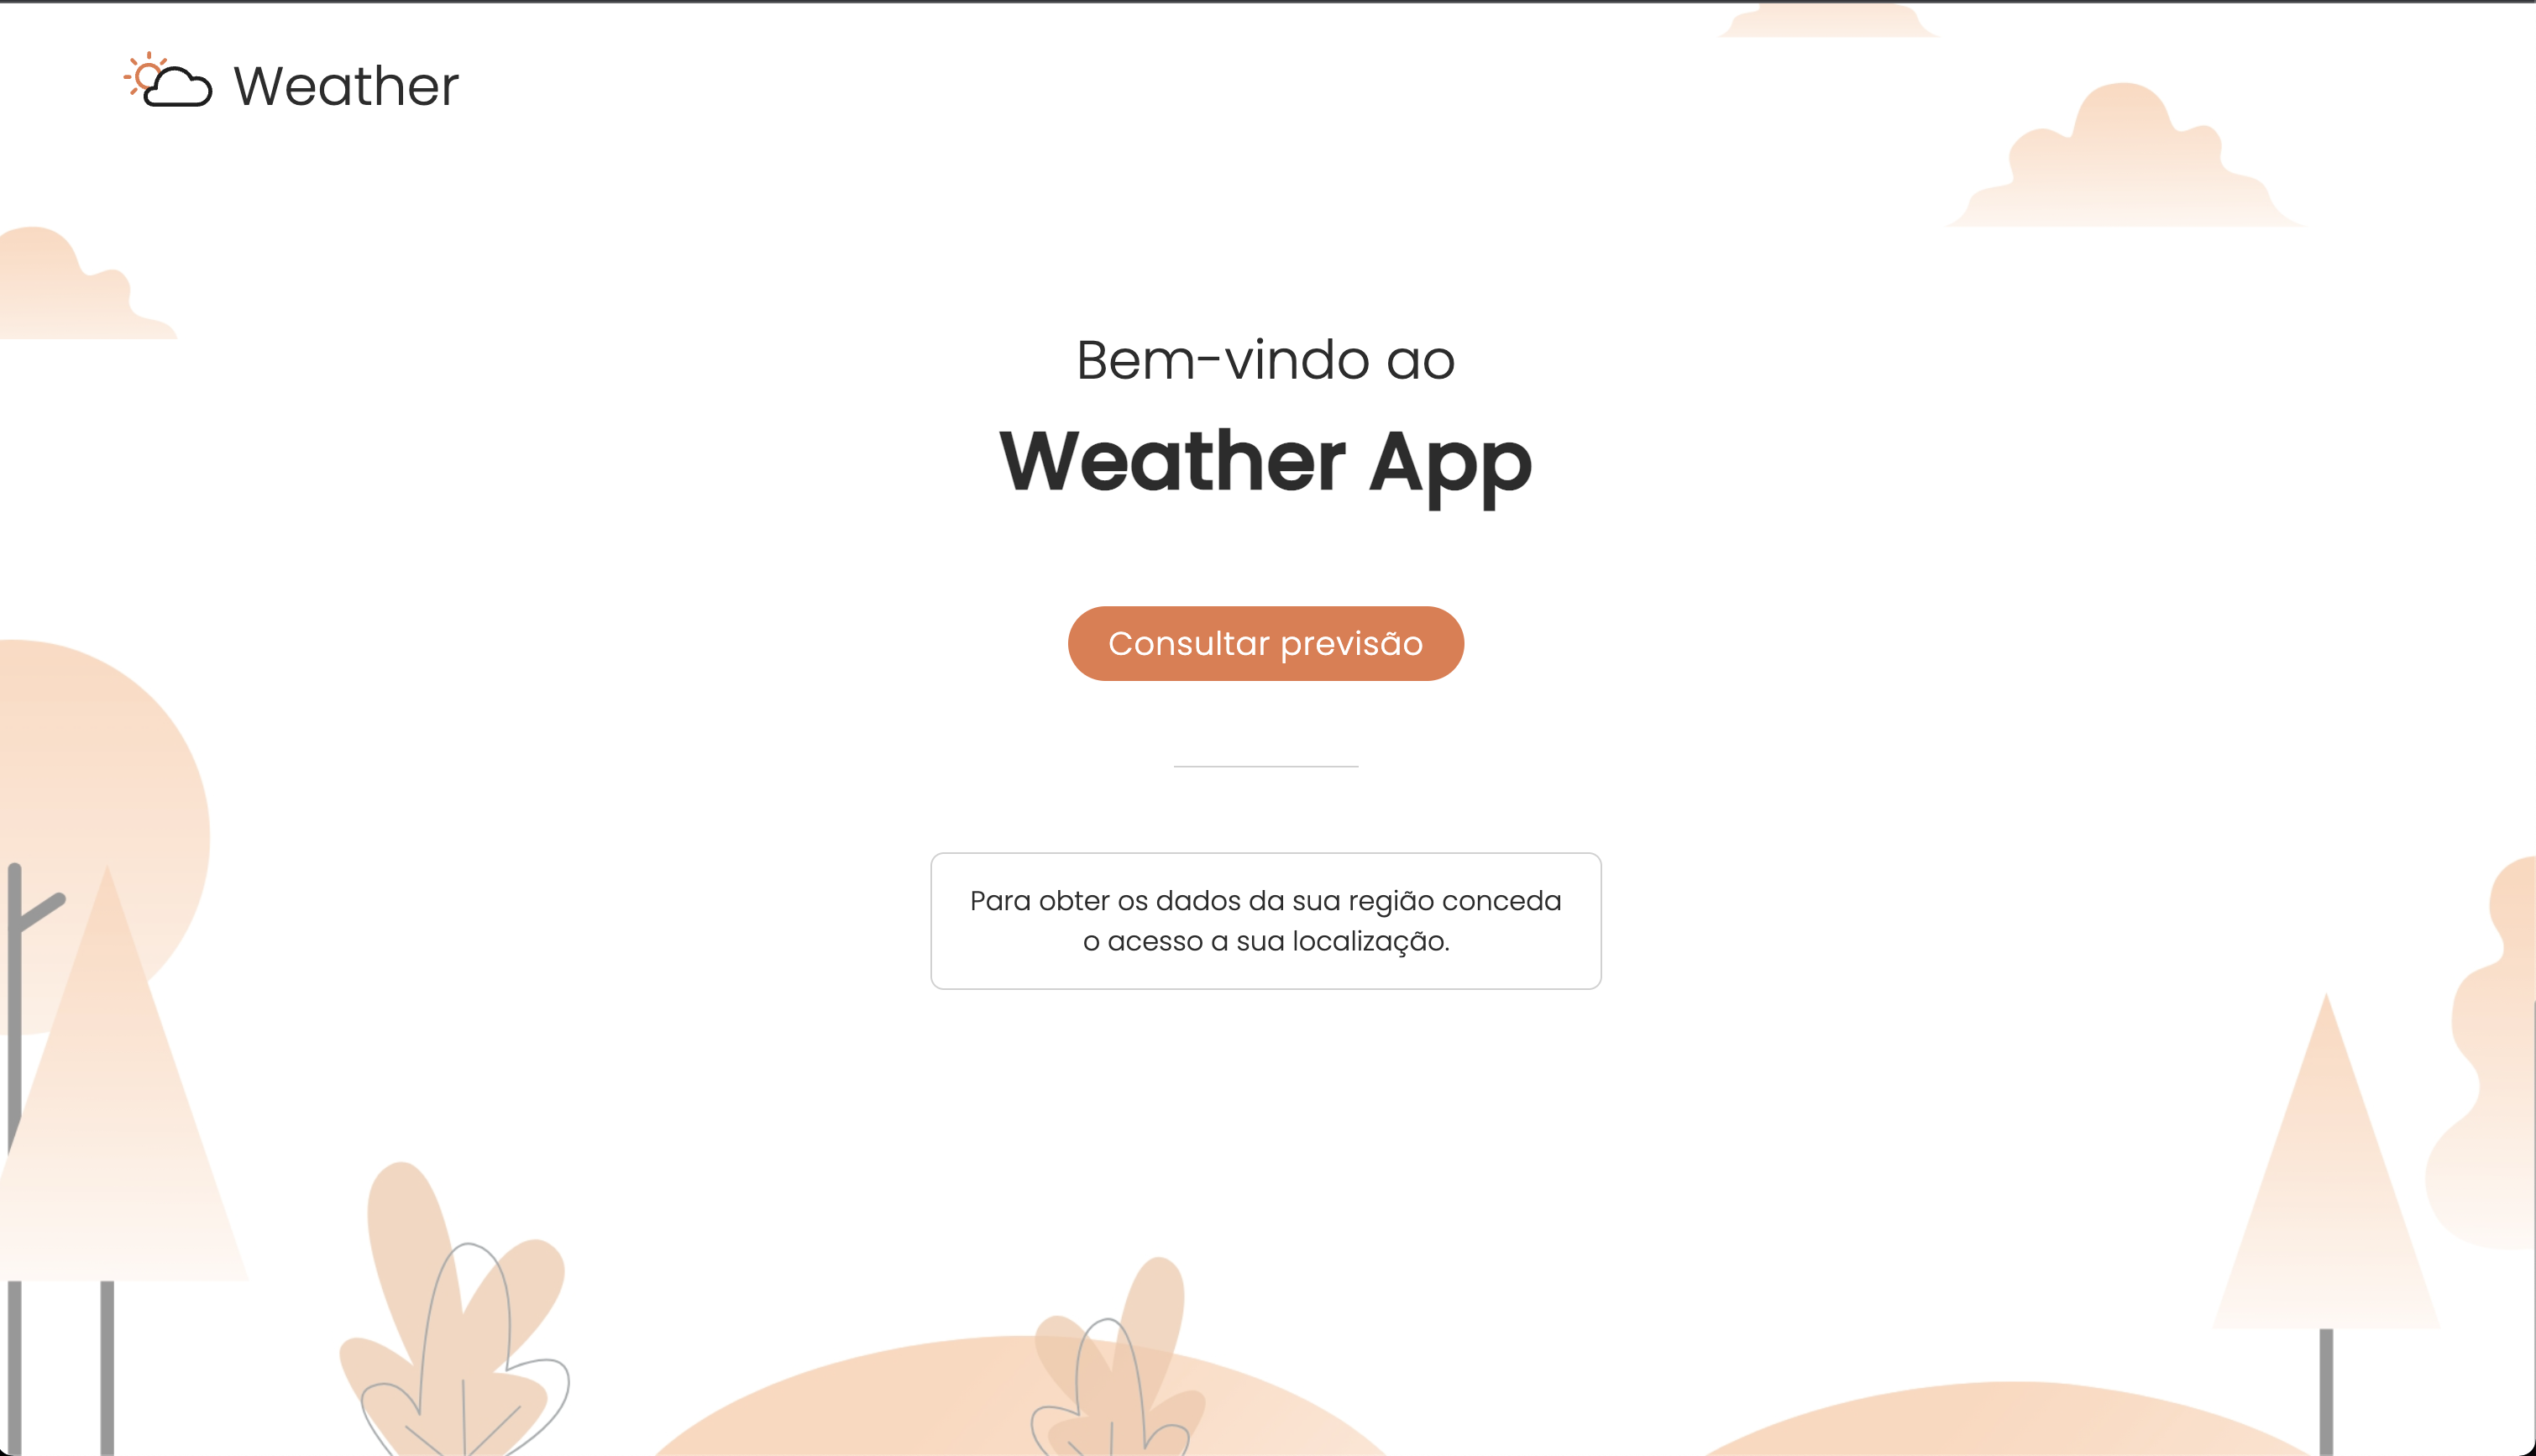 Weather
Bem-vindo ao
Weather App
Consultar previsão
Para obter os dados da sua região conceda
o acesso a sua localização.